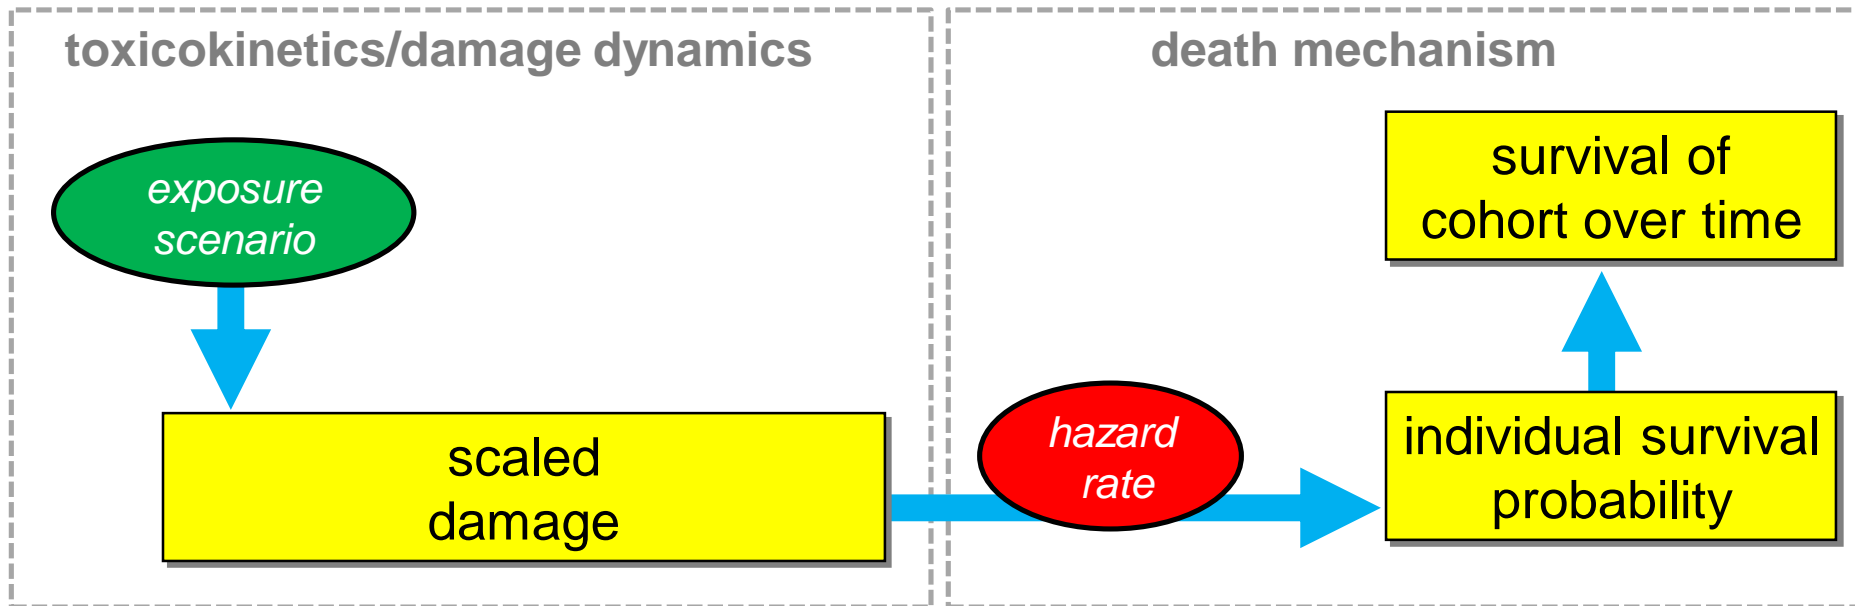 toxicokinetics/damage dynamics
exposure
scenario
scaled
damage
death mechanism
hazard
rate
individual survival
probability
survival of
cohort over time